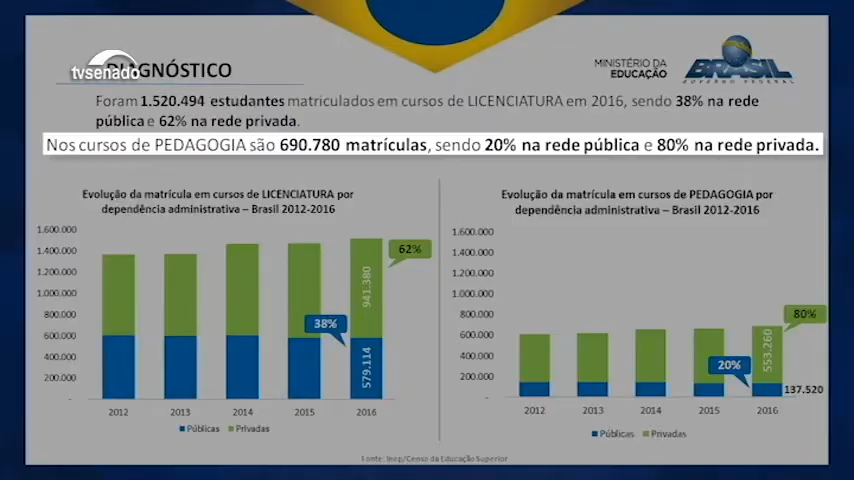 tvsenado
DIAGNÓSTICO
MINISTÉRIO DA
EDUCAÇÃO
BRASIL
GOVERNO FEDERAL
Foram 1.520.494 estudantes matriculados em cursos de LICENCIATURA em 2016, sendo 38% na rede
pública e 62% na rede privada.
Nos cursos de PEDAGOGIA são 690.780 matrículas, sendo 20% na rede pública e 80% na rede privada.
Evolução da matrícula em cursos de LICENCIATURA por
dependência administrativa – Brasil 2012-2016
1.600.000
1.400.000
1.200.000
1.000.000
800.000
600.000
400.000
200.000
-
62%
941.380
38%
579.114
2012 2013 2014 2015 2016
Públicas Privadas
Evolução da matrícula em cursos de PEDAGOGIA por
dependência administrativa – Brasil 2012-2016
1.600.000
1.400.000
1.200.000
1.000.000
800.000
600.000
400.000
200.000
-
80%
553.260
20%
137.520
2012 2013 2014 2015 2016
Públicas Privadas
Fonte: Inep/Censo da Educação Superior